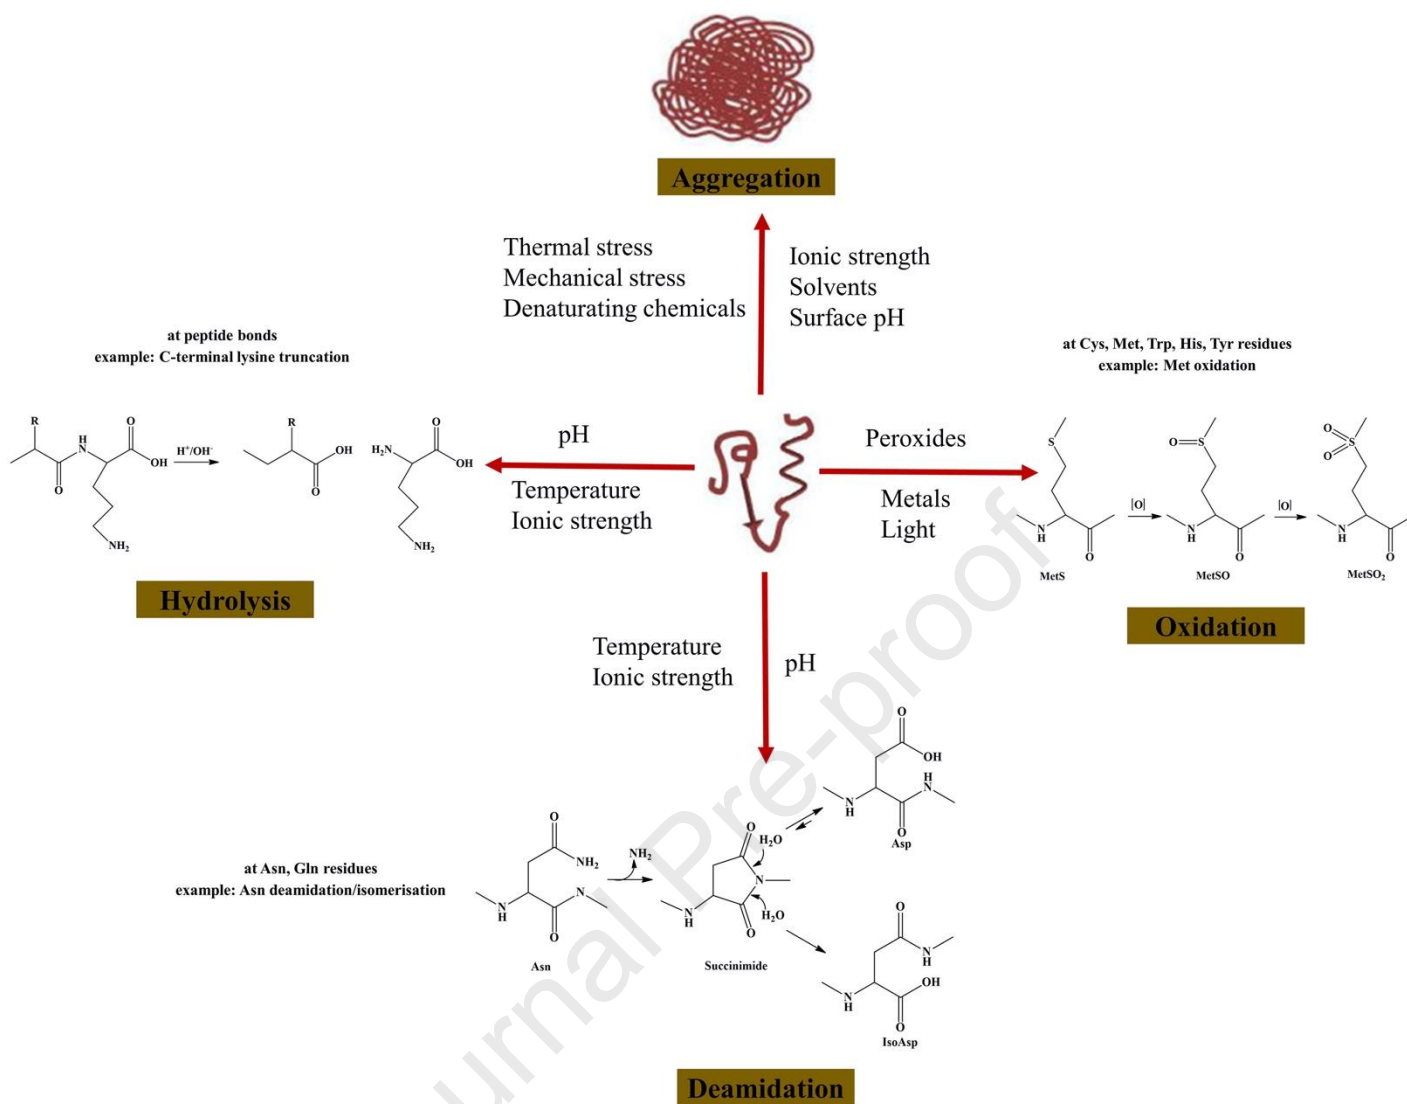 Aggregation
Thermal stress
Mechanical stress
Denaturating chemicals
Ionic strength
Solvents
Surface pH
at peptide bonds
example: C-terminal lysine truncation
at Cys, Met, Trp, His, Tyr residues
example: Met oxidation
R
H
N
O
OH
O
NH₂
H⁺/OH⁻
R
O
OH
O
H₂N
OH
NH₂
pH
Temperature
Ionic strength
Hydrolysis
Peroxides
Metals
Light
S
N
H
O
MetS
|O|
O
S
N
H
O
MetSO
|O|
O
O
S
N
H
O
MetSO₂
Oxidation
Temperature
Ionic strength
pH
at Asn, Gln residues
example: Asn deamidation/isomerisation
O
NH₂
N
H
N
O
Asn
NH₂
O
H₂O
N
N
H
O
H₂O
Succinimide
O
OH
H
N
N
H
O
Asp
O
N
H
OH
N
H
O
IsoAsp
Deamidation
urnal Pre-proof